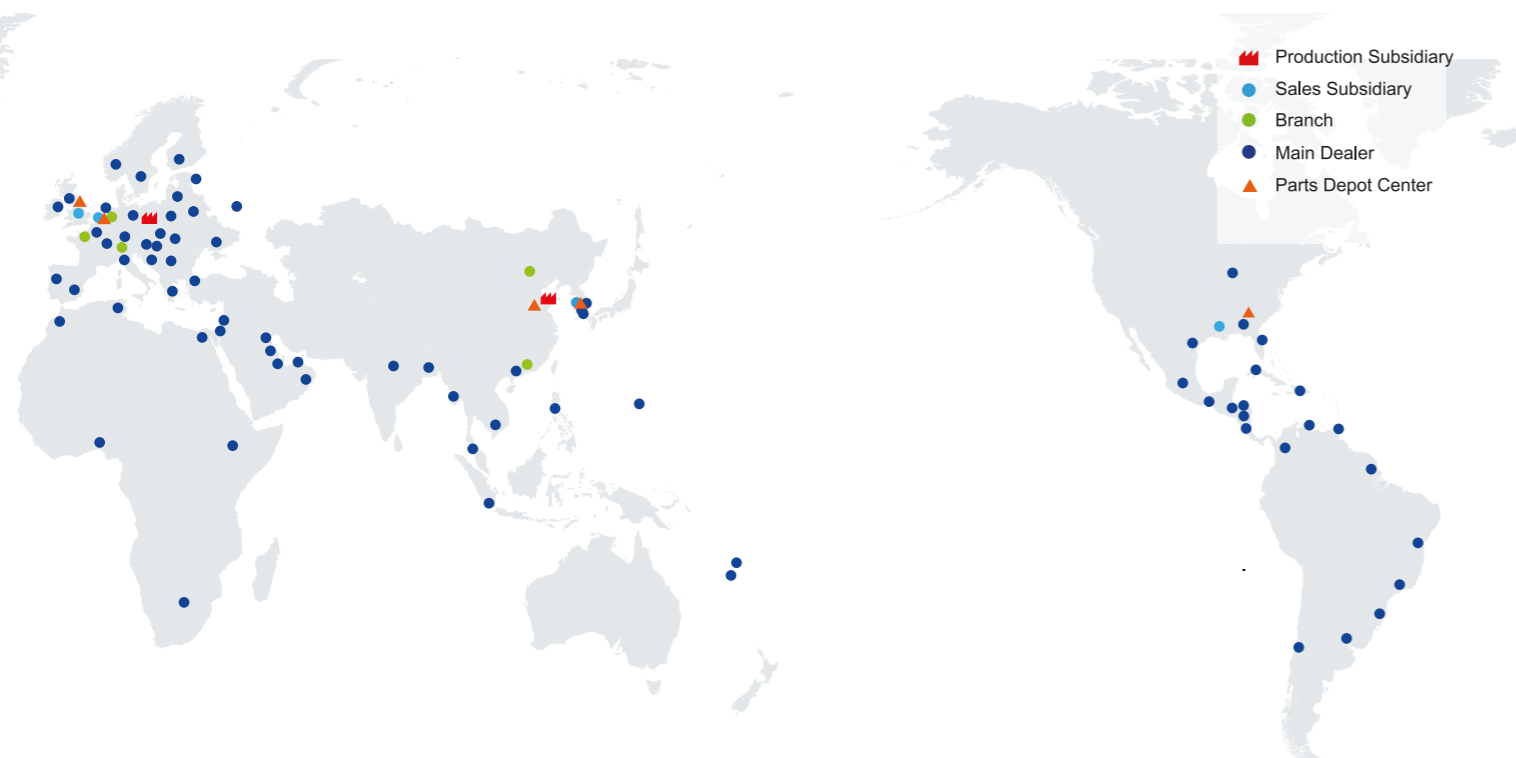 Production Subsidiary
Sales Subsidiary
Branch
Main Dealer
Parts Depot Center